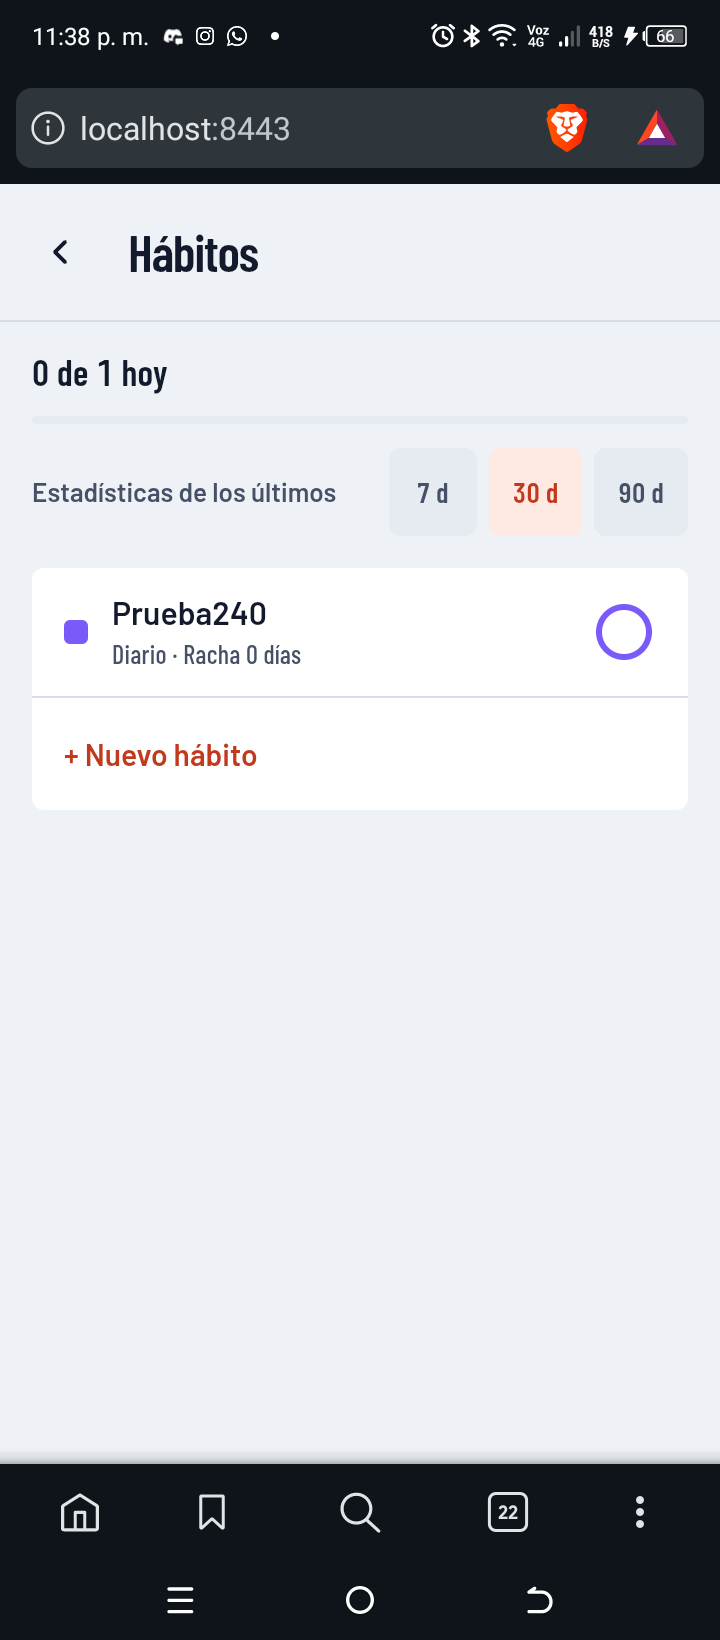 11:38 p. m.
Voz 4G
418 B/S
66
localhost:8443
Hábitos
0 de 1 hoy
Estadísticas de los últimos
7 d
30 d
90 d
Prueba240
Diario · Racha 0 días
+ Nuevo hábito
22